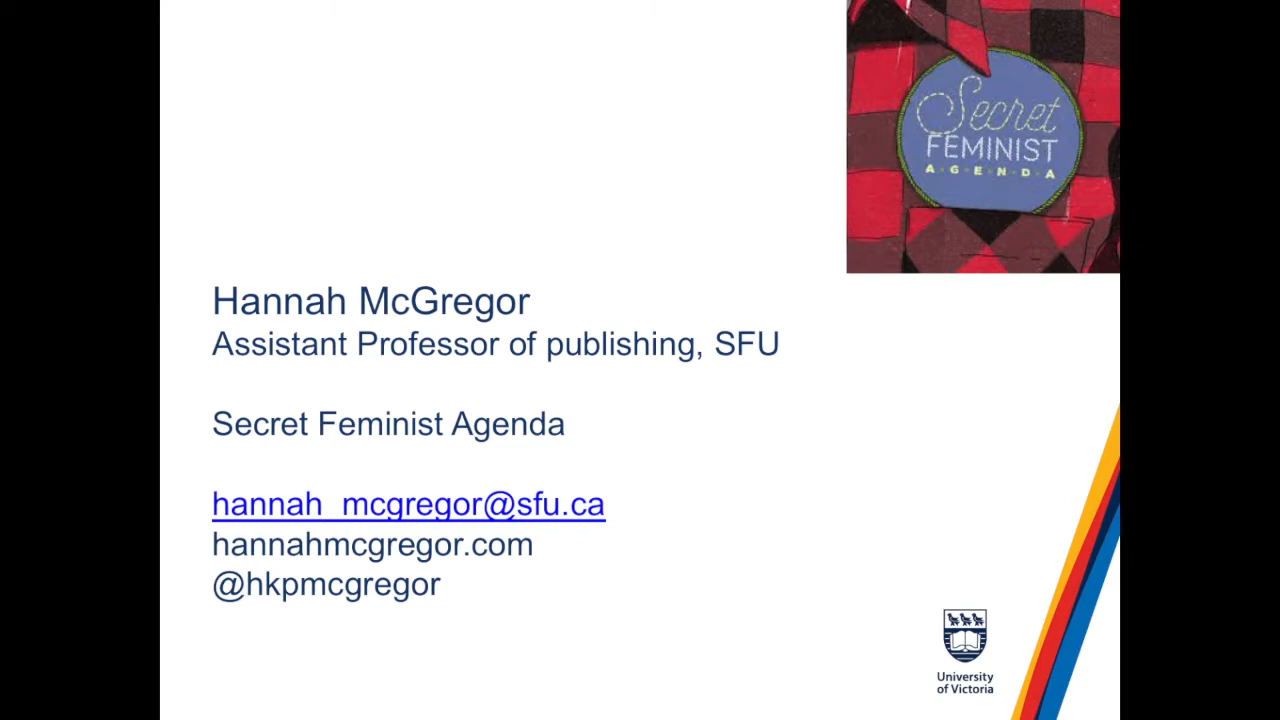 Secret
FEMINIST
AGENDA
Hannah McGregor
Assistant Professor of publishing, SFU
Secret Feminist Agenda
hannah_mcgregor@sfu.ca
hannahmcgregor.com
@hkpmcgregor
University
of Victoria